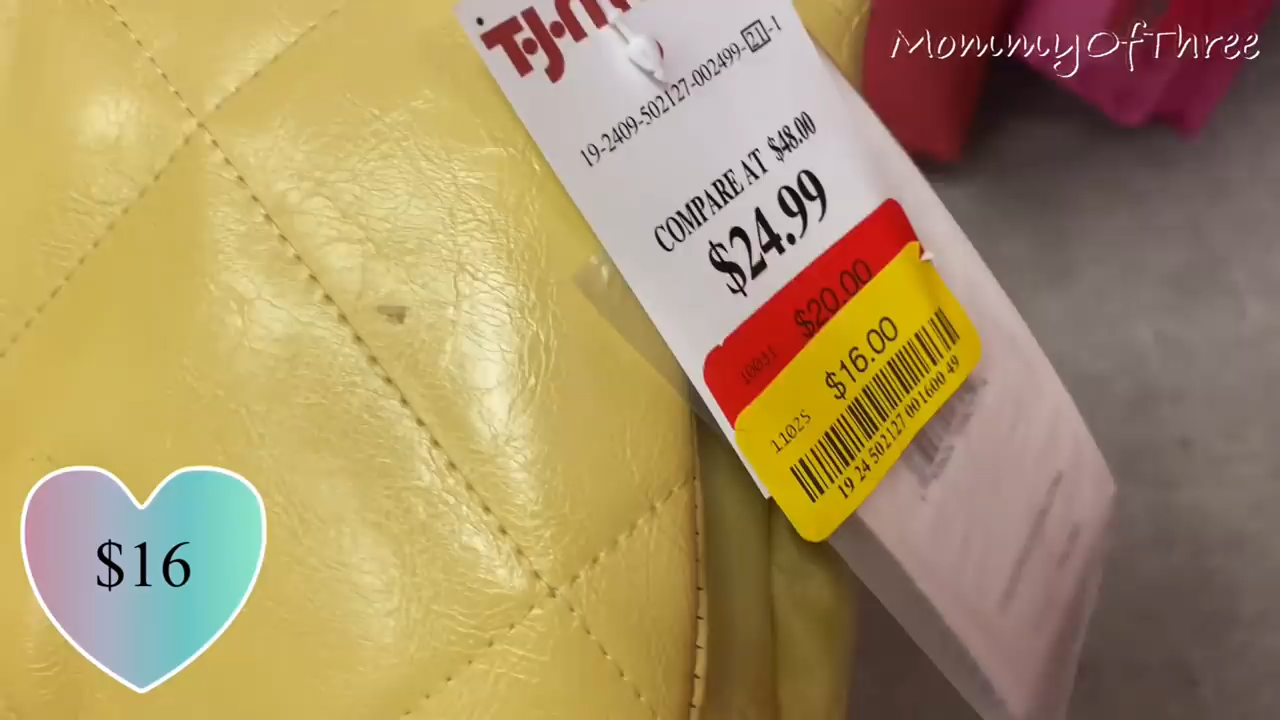 MommyOfThree
T.J.m
19-2409-502127-002499-21-1
COMPARE AT $48.00
$24.99
$20.00
10031
$16.00
11025
19 24 502127 001600 49
$16